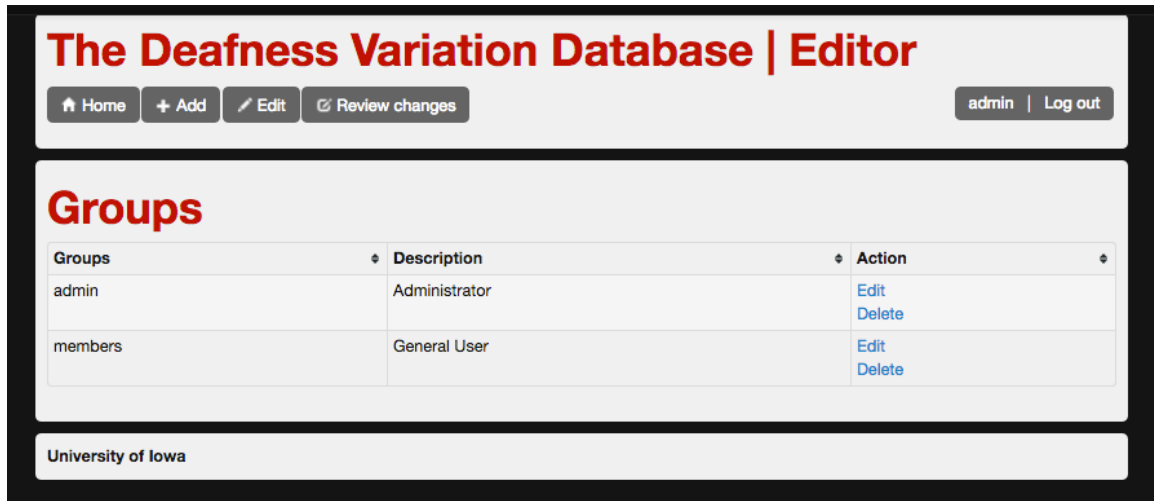 The Deafness Variation Database | Editor
Home + Add Edit Review changes admin | Log out
Groups
Groups Description Action
admin Administrator Edit
Delete
members General User Edit
Delete
University of Iowa